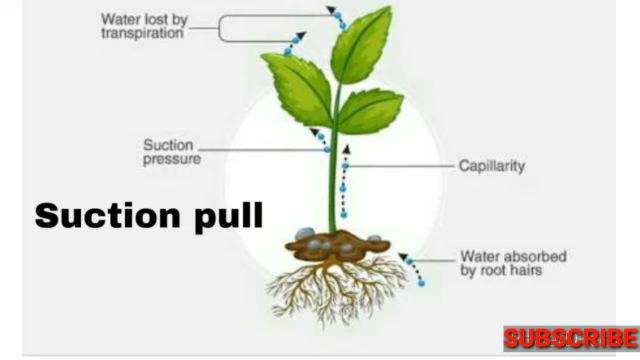 Water lost by
transpiration
Suction
pressure
Capillarity
Suction pull
Water absorbed
by root hairs
SUBSCRIBE